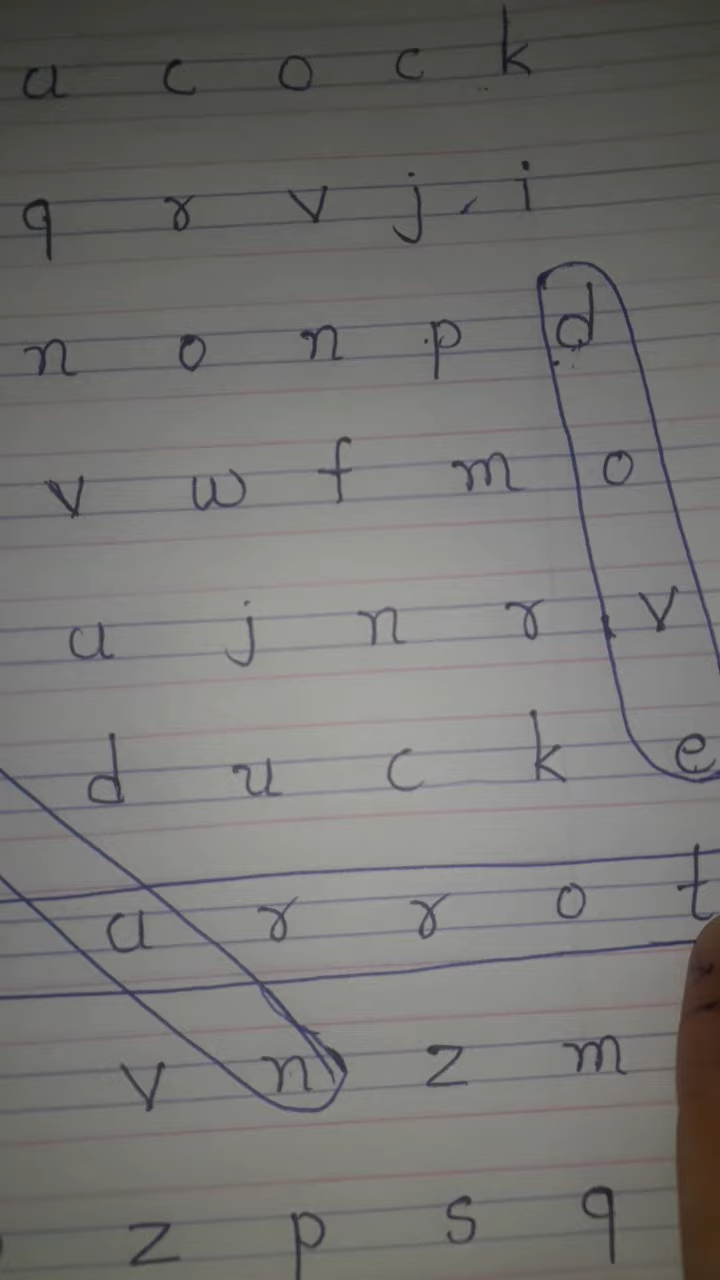 a c o c k
q r v j i
n o n p d
v w f m o
a j n r v
d u c k e
a r r o t
v n z m
z p s q